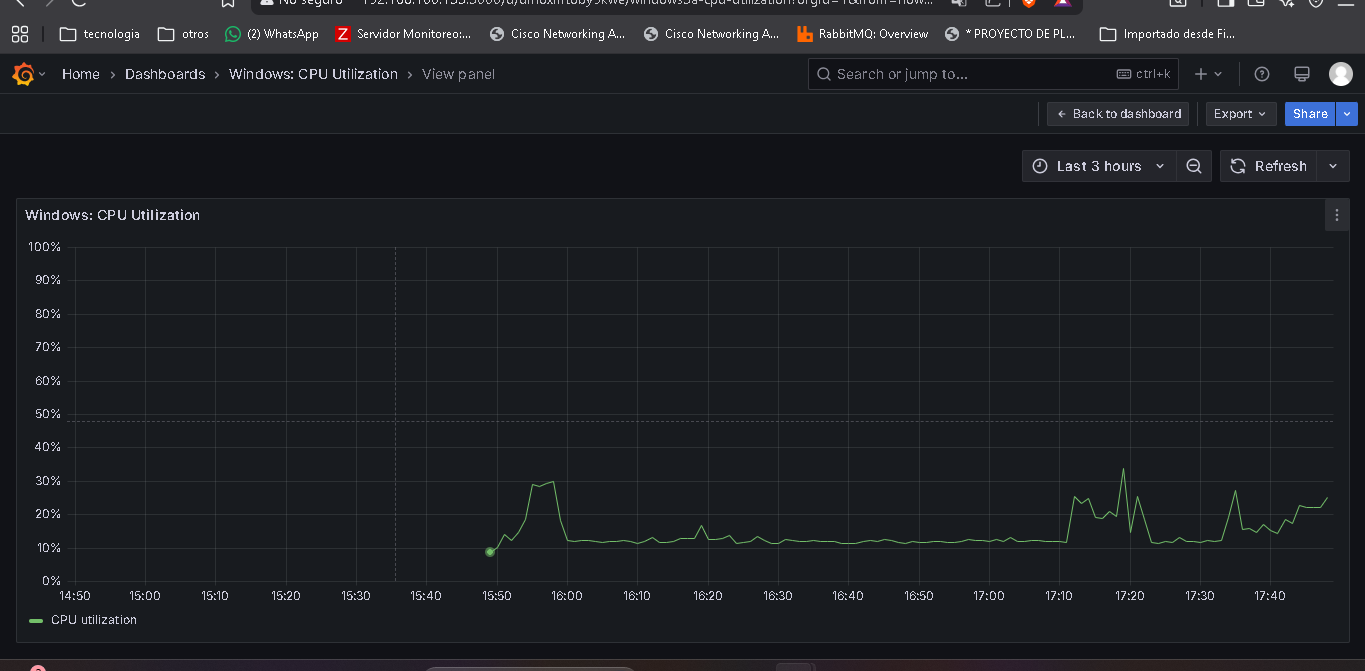 No seguro
tecnologia otros (2) WhatsApp Servidor Monitoreo:... Cisco Networking A... Cisco Networking A... RabbitMQ: Overview * PROYECTO DE PL... Importado desde Fi...
Home › Dashboards › Windows: CPU Utilization › View panel Search or jump to... ctrl+k
Back to dashboard Export Share
Last 3 hours Refresh
Windows: CPU Utilization
100%
90%
80%
70%
60%
50%
40%
30%
20%
10%
0%
14:50 15:00 15:10 15:20 15:30 15:40 15:50 16:00 16:10 16:20 16:30 16:40 16:50 17:00 17:10 17:20 17:30 17:40
CPU utilization